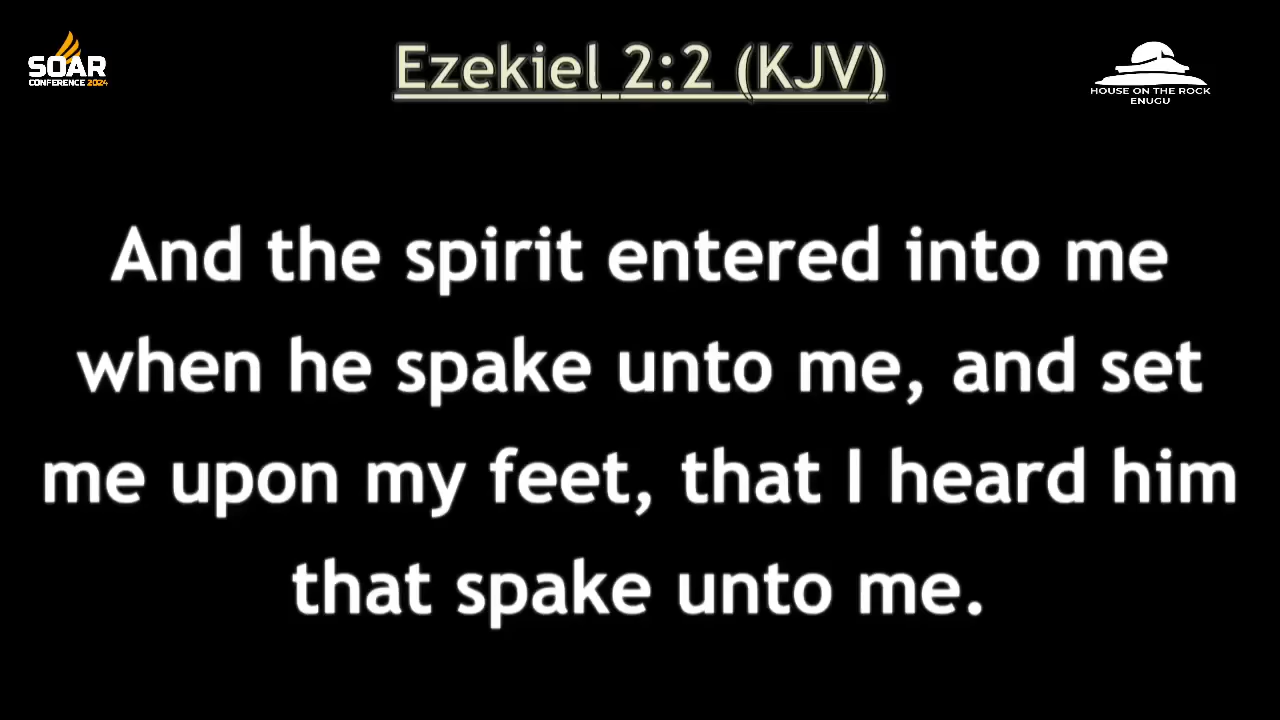 SOAR
CONFERENCE 2024
Ezekiel 2:2 (KJV)
HOUSE ON THE ROCK
ENUGU
And the spirit entered into me
when he spake unto me, and set
me upon my feet, that I heard him
that spake unto me.